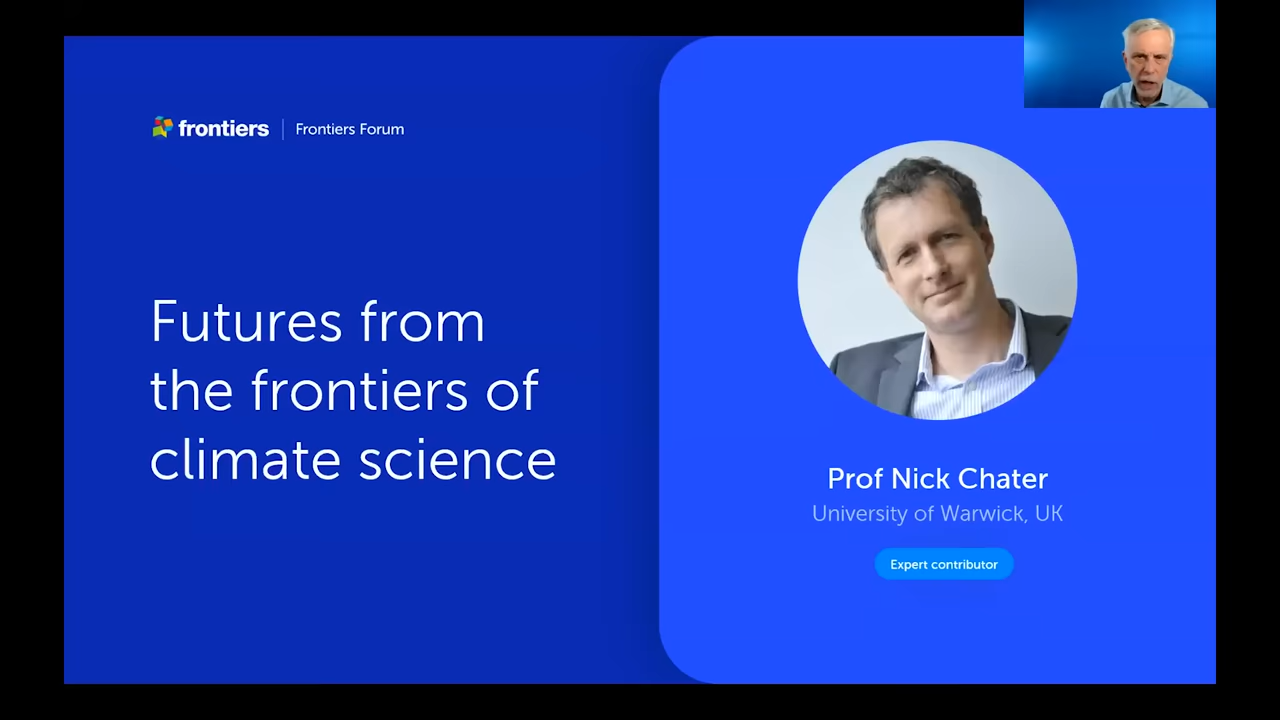 frontiers
Frontiers Forum
Futures from
the frontiers of
climate science
Prof Nick Chater
University of Warwick, UK
Expert contributor